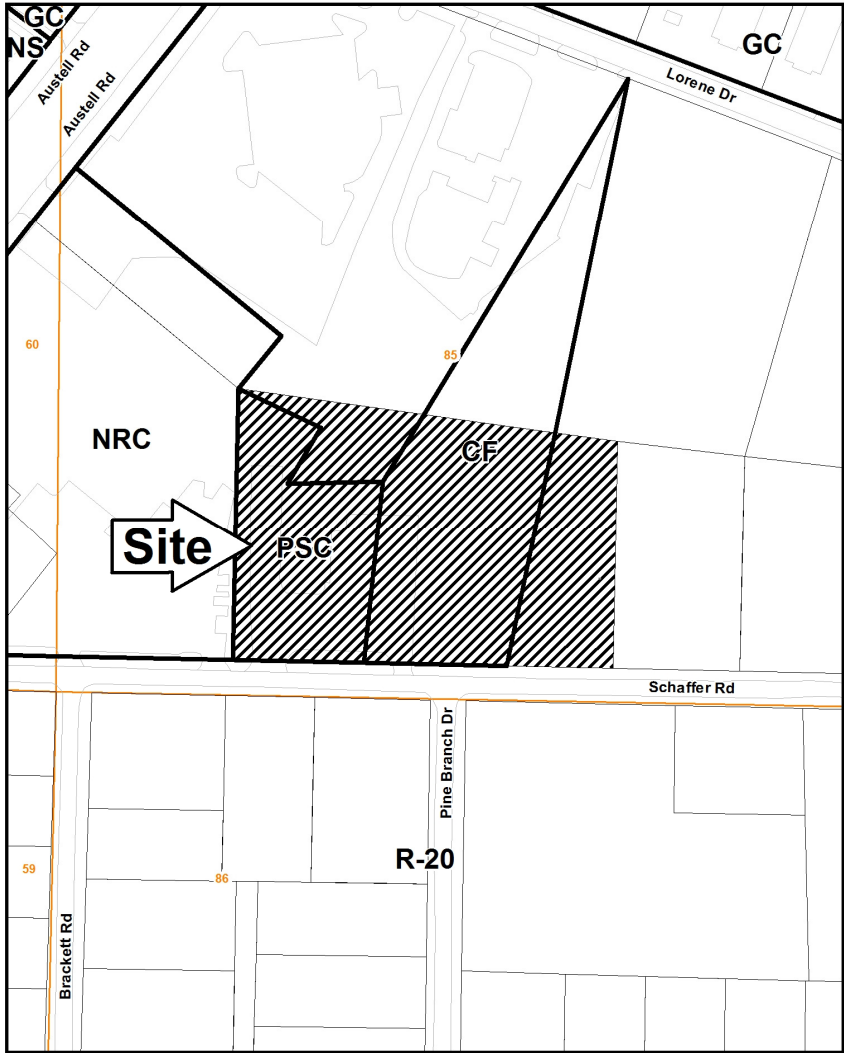 GC
NS
Austell Rd
Austell Rd
GC
Lorene Dr
60
85
NRC
CF
Site
PSC
Schaffer Rd
Pine Branch Dr
R-20
59
86
Brackett Rd